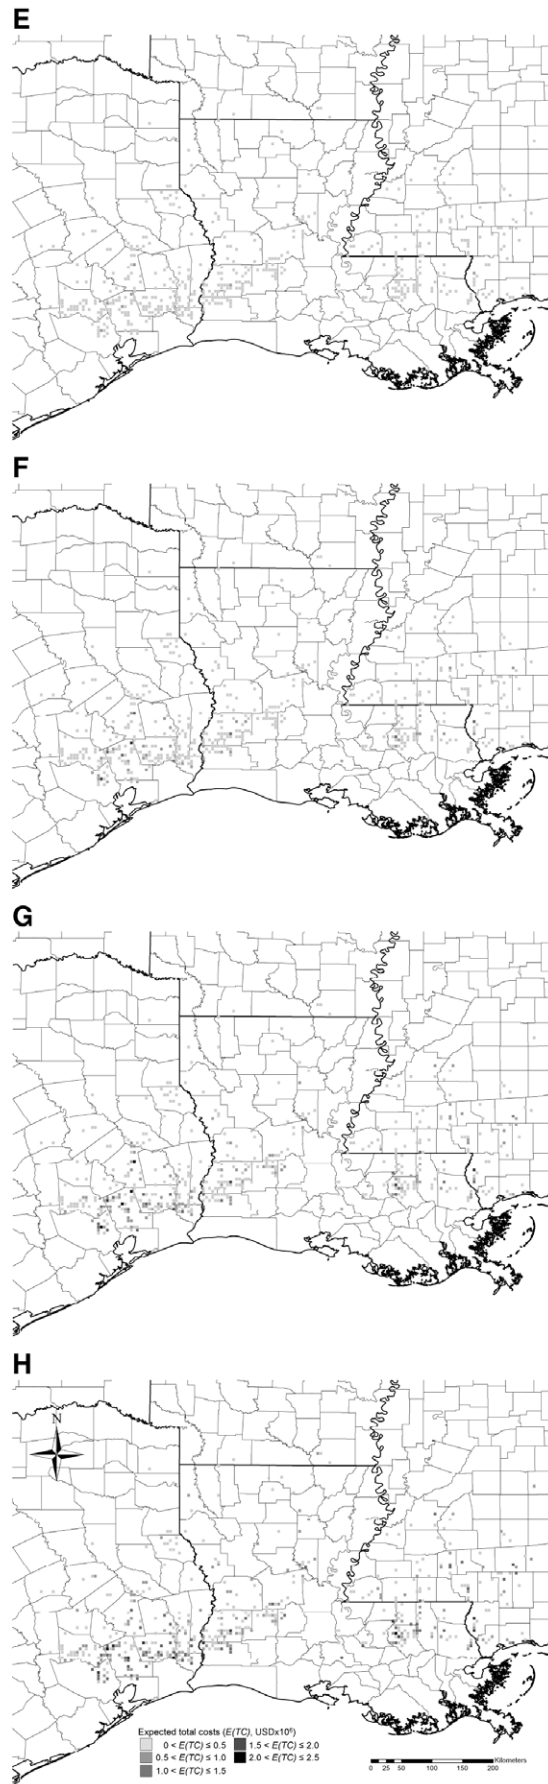 E
F
G
H
N
Expected total costs (E(TC), USDx10⁶)
0 < E(TC) ≤ 0.5
1.5 < E(TC) ≤ 2.0
0.5 < E(TC) ≤ 1.0
2.0 < E(TC) ≤ 2.5
1.0 < E(TC) ≤ 1.5
Kilometers
0 25 50 100 150 200